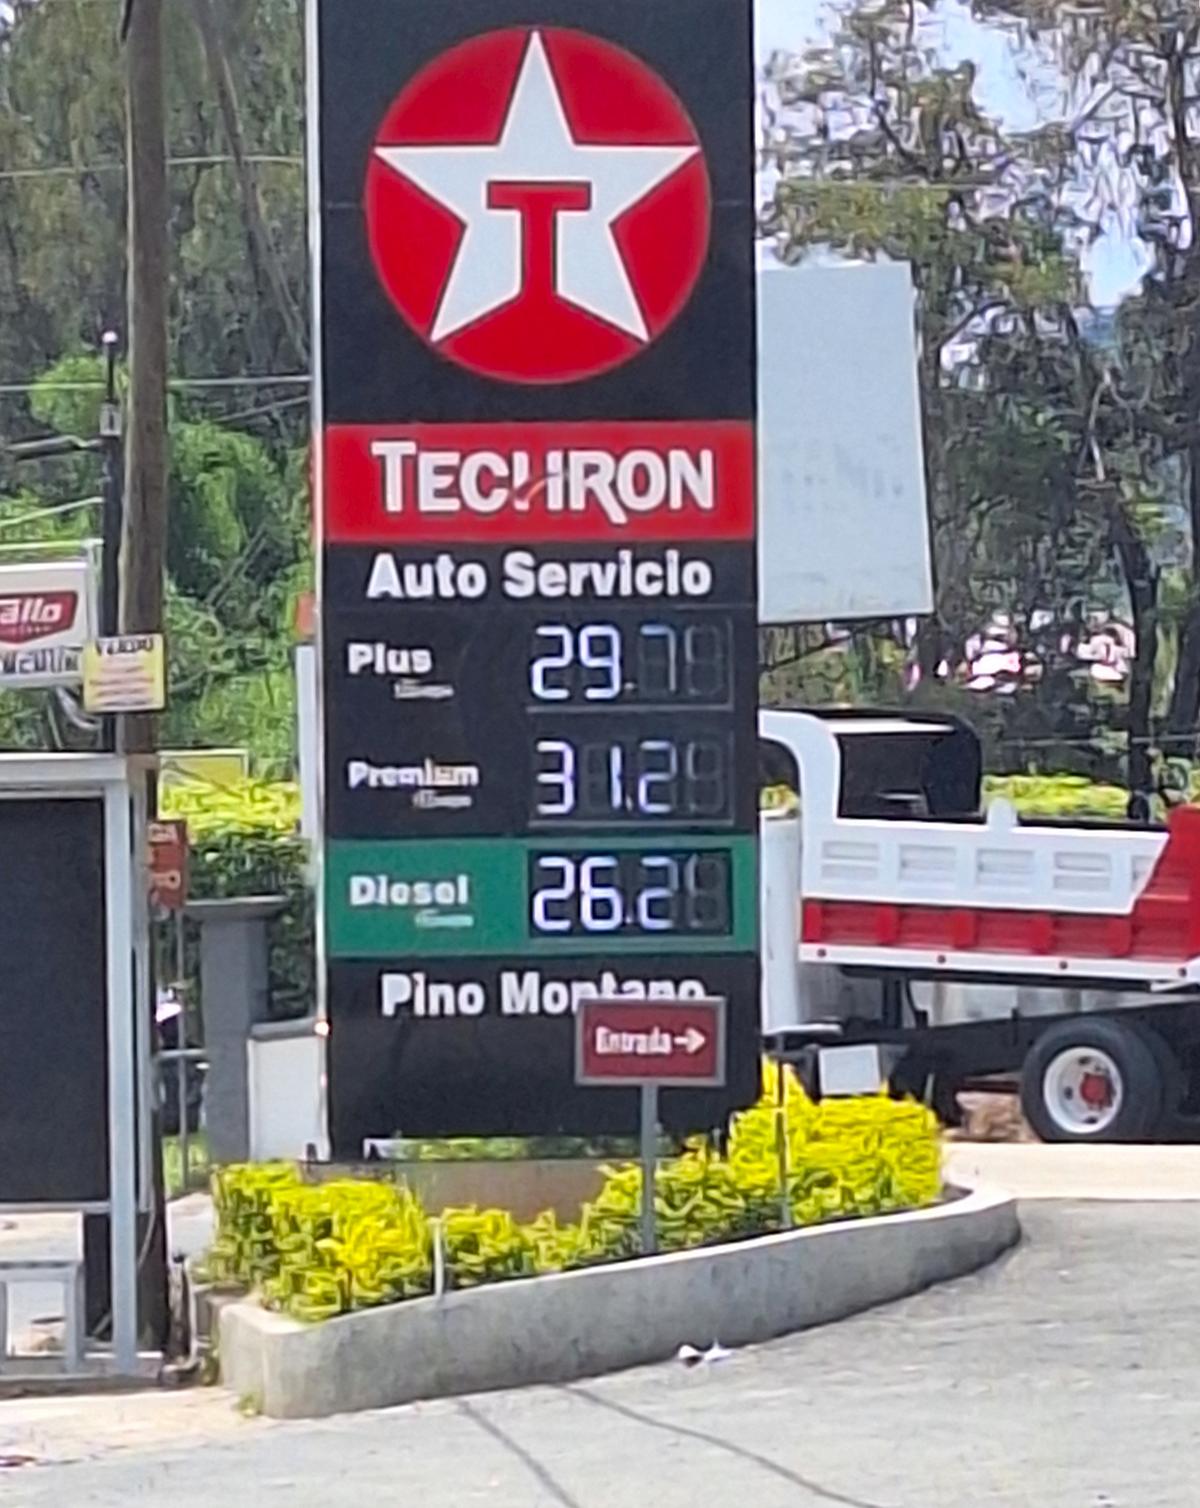 T
TECHRON
Auto Servicio
Plus 29.7
Premium 31.2
Diesel 26.2
Pino Montano
Entrada →